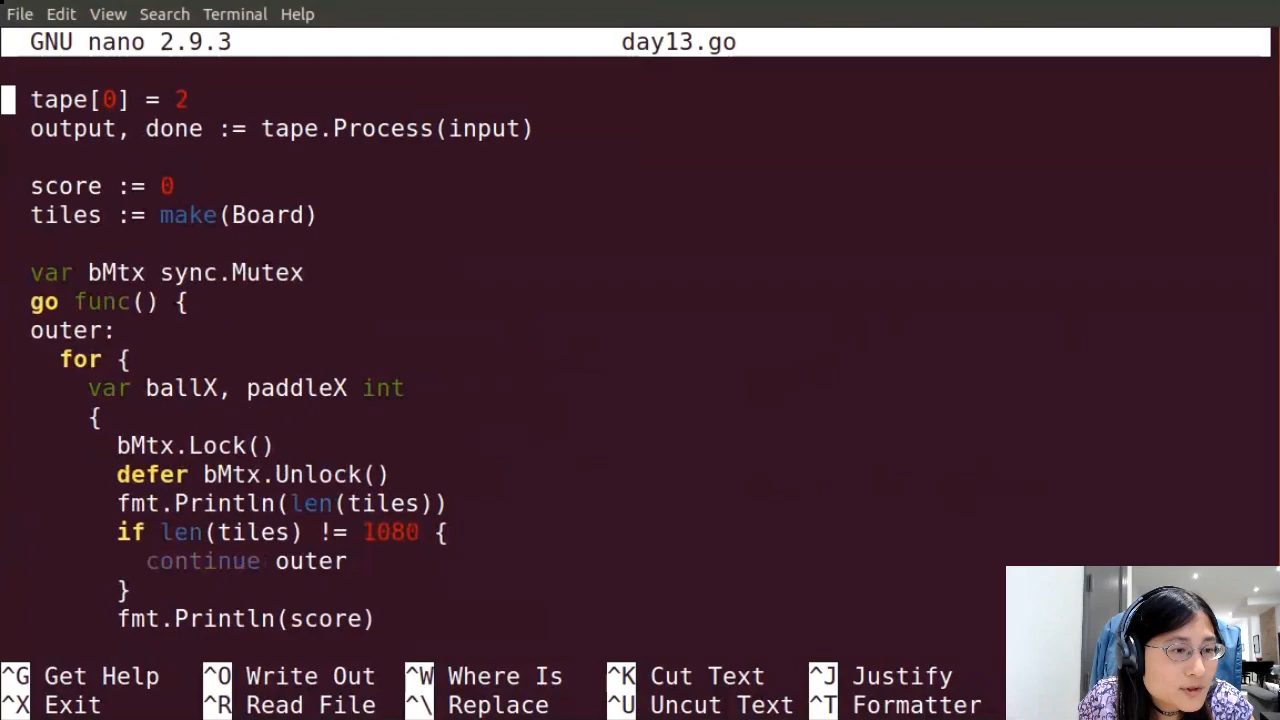 File Edit View Search Terminal Help
GNU nano 2.9.3 day13.go
tape[0] = 2
output, done := tape.Process(input)
score := 0
tiles := make(Board)
var bMtx sync.Mutex
go func() {
outer:
for {
var ballX, paddleX int
{
bMtx.Lock()
defer bMtx.Unlock()
fmt.Println(len(tiles))
if len(tiles) != 1080 {
continue outer
}
fmt.Println(score)
^G Get Help ^O Write Out ^W Where Is ^K Cut Text ^J Justify
^X Exit ^R Read File ^\ Replace ^U Uncut Text ^T Formatter